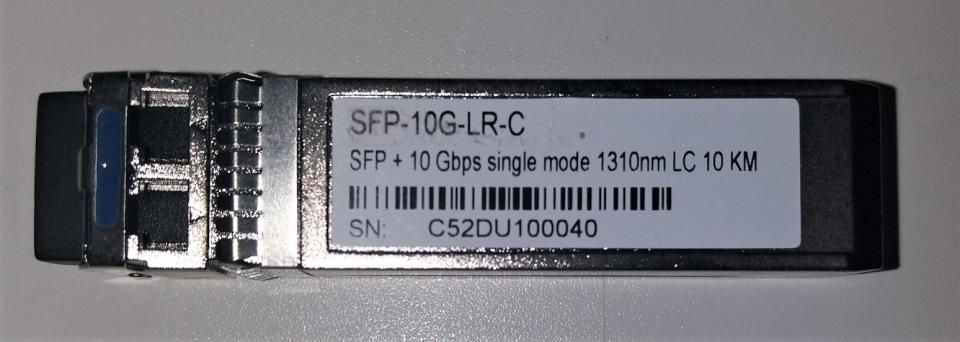 SFP-10G-LR-C
SFP + 10 Gbps single mode 1310nm LC 10 KM
SN: C52DU100040